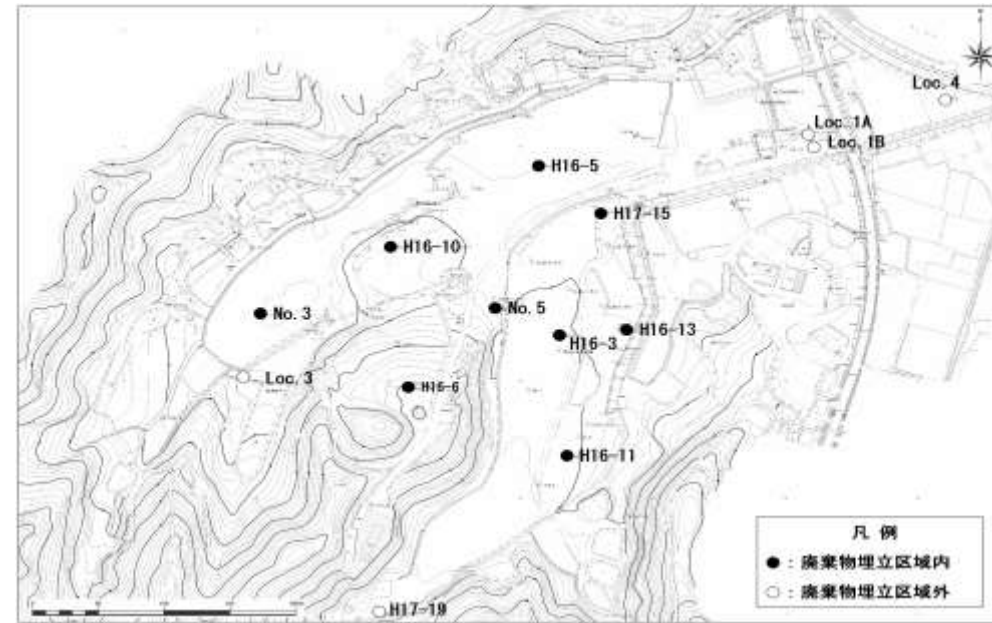 Loc. 4
Loc. 1A
Loc. 1B
H16-5
H17-15
H16-10
No. 3
No. 5
H16-3
H16-13
Loc. 3
H16-6
H16-11
H17-19
凡 例
● : 廃棄物埋立区域内
○ : 廃棄物埋立区域外